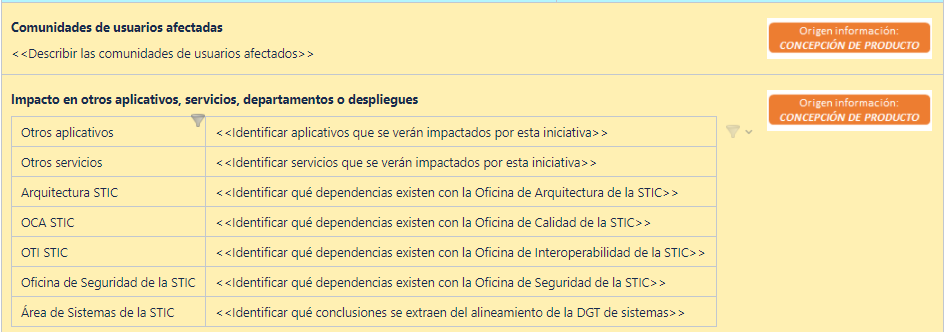 Comunidades de usuarios afectadas
Origen información:
CONCEPCIÓN DE PRODUCTO
<<Describir las comunidades de usuarios afectados>>
Impacto en otros aplicativos, servicios, departamentos o despliegues
Origen información:
CONCEPCIÓN DE PRODUCTO
Otros aplicativos <<Identificar aplicativos que se verán impactados por esta iniciativa>>
Otros servicios <<Identificar servicios que se verán impactados por esta iniciativa>>
Arquitectura STIC <<Identificar qué dependencias existen con la Oficina de Arquitectura de la STIC>>
OCA STIC <<Identificar qué dependencias existen con la Oficina de Calidad de la STIC>>
OTI STIC <<Identificar qué dependencias existen con la Oficina de Interoperabilidad de la STIC>>
Oficina de Seguridad de la STIC <<Identificar qué dependencias existen con la Oficina de Seguridad de la STIC>>
Área de Sistemas de la STIC <<Identificar qué conclusiones se extraen del alineamiento de la DGT de sistemas>>